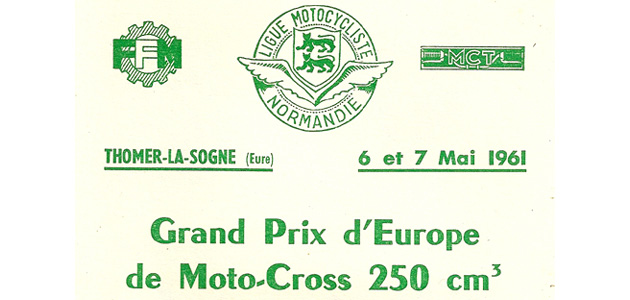 FFM
LIGUE MOTOCYCLISTE
NORMANDIE
MCT
THOMER-LA-SOGNE (Eure)
6 et 7 Mai 1961
Grand Prix d'Europe
de Moto-Cross 250 cm³